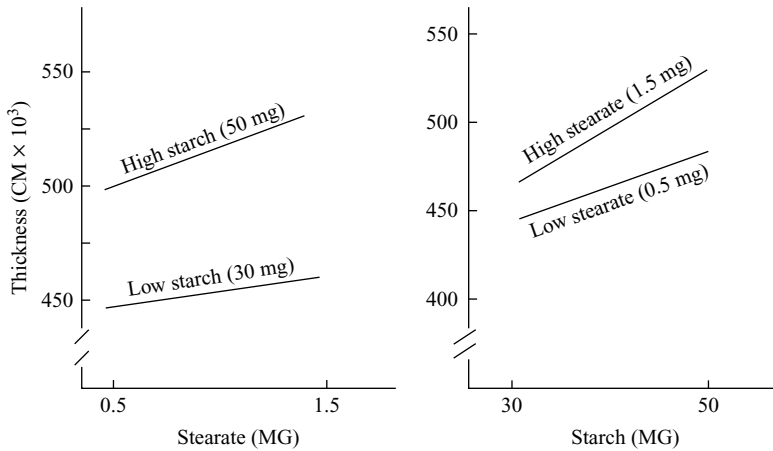 Thickness (CM × 10³)
550
500
450
High starch (50 mg)
Low starch (30 mg)
0.5
1.5
Stearate (MG)
550
500
450
400
High stearate (1.5 mg)
Low stearate (0.5 mg)
30
50
Starch (MG)